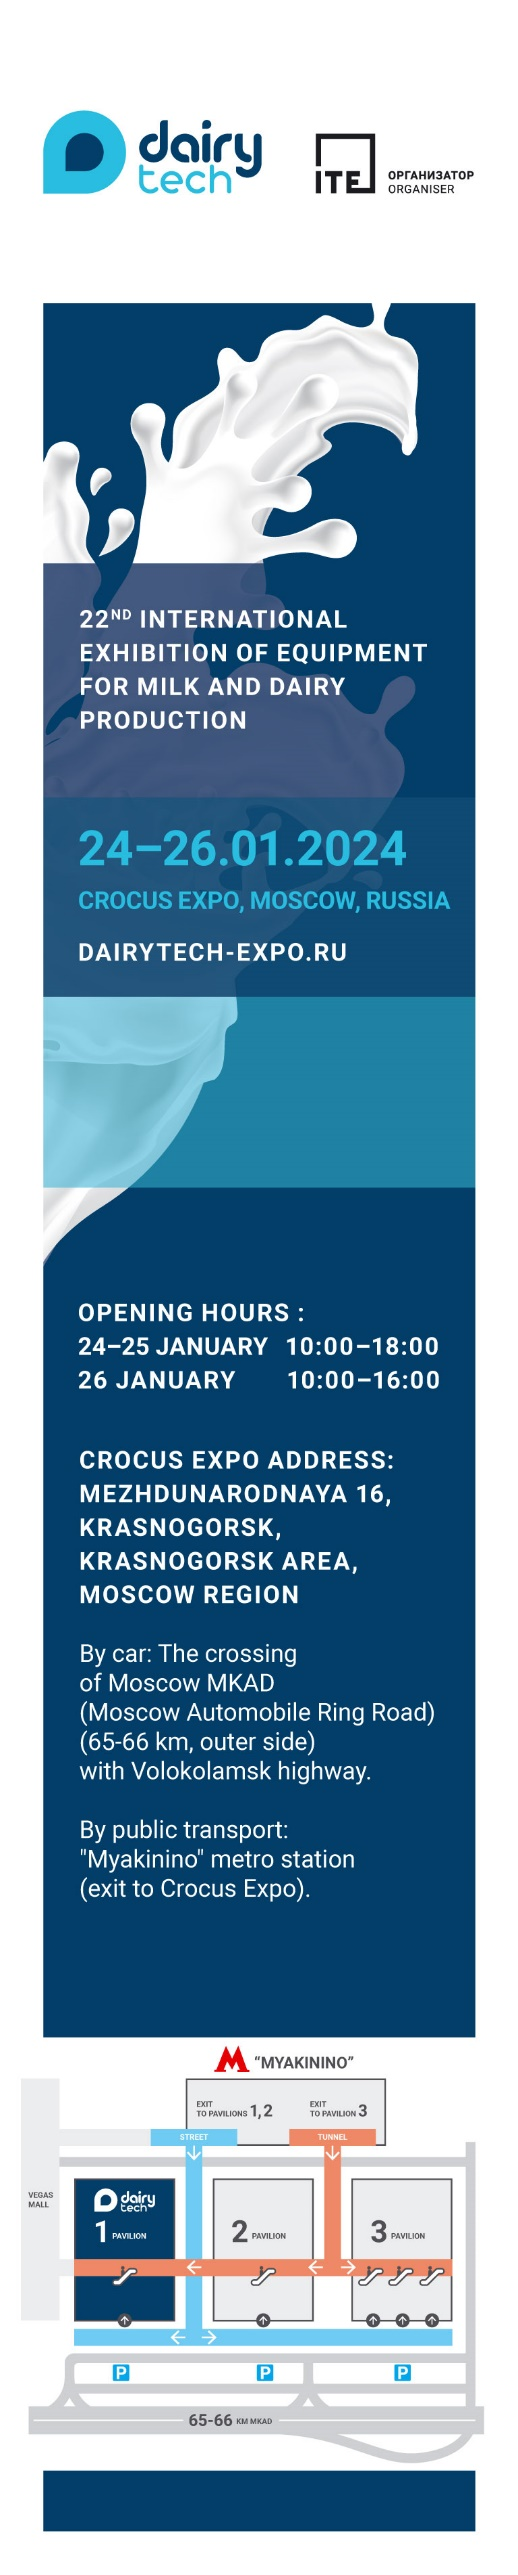 dairy
tech
ITE
ОРГАНИЗАТОР
ORGANISER
22ND INTERNATIONAL
EXHIBITION OF EQUIPMENT
FOR MILK AND DAIRY
PRODUCTION
24–26.01.2024
CROCUS EXPO, MOSCOW, RUSSIA
DAIRYTECH-EXPO.RU
OPENING HOURS :
24–25 JANUARY 10:00–18:00
26 JANUARY 10:00–16:00
CROCUS EXPO ADDRESS:
MEZHDUNARODNAYA 16,
KRASNOGORSK,
KRASNOGORSK AREA,
MOSCOW REGION
By car: The crossing
of Moscow MKAD
(Moscow Automobile Ring Road)
(65-66 km, outer side)
with Volokolamsk highway.
By public transport:
"Myakinino" metro station
(exit to Crocus Expo).
M "MYAKININO"
EXIT
TO PAVILIONS 1,2
EXIT
TO PAVILION 3
STREET
TUNNEL
VEGAS
MALL
dairy
tech
1 PAVILION
2 PAVILION
3 PAVILION
P
P
P
65-66 KM MKAD